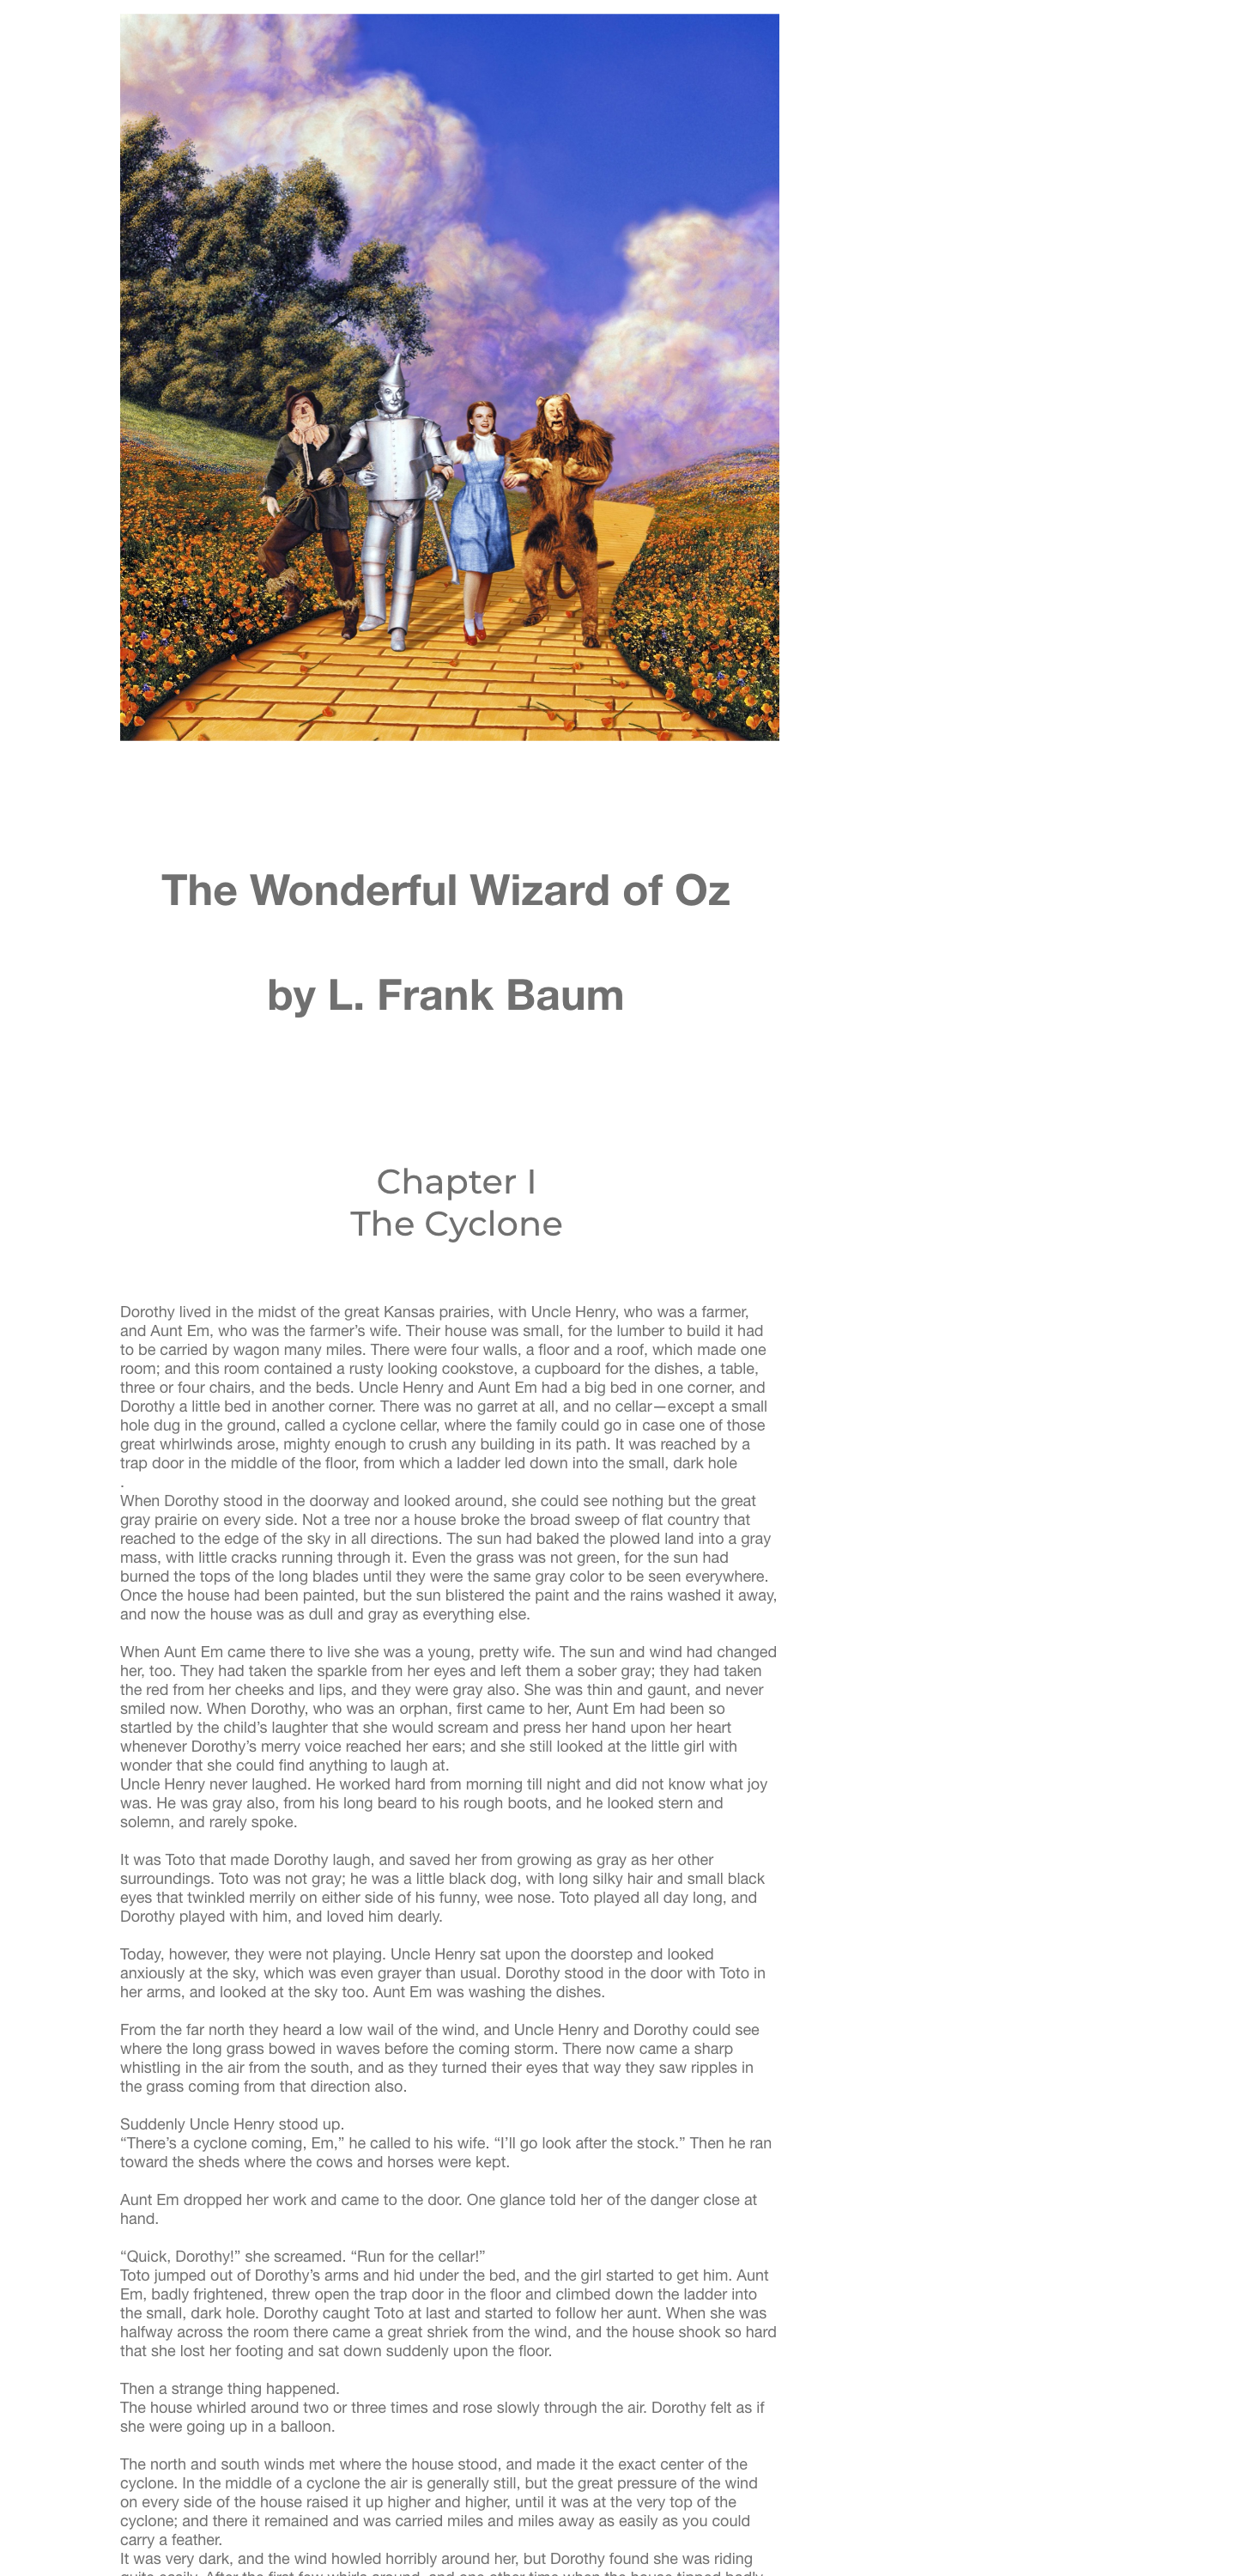 The Wonderful Wizard of Oz
by L. Frank Baum
Chapter I
The Cyclone
Dorothy lived in the midst of the great Kansas prairies, with Uncle Henry, who was a farmer,
and Aunt Em, who was the farmer’s wife. Their house was small, for the lumber to build it had
to be carried by wagon many miles. There were four walls, a floor and a roof, which made one
room; and this room contained a rusty looking cookstove, a cupboard for the dishes, a table,
three or four chairs, and the beds. Uncle Henry and Aunt Em had a big bed in one corner, and
Dorothy a little bed in another corner. There was no garret at all, and no cellar—except a small
hole dug in the ground, called a cyclone cellar, where the family could go in case one of those
great whirlwinds arose, mighty enough to crush any building in its path. It was reached by a
trap door in the middle of the floor, from which a ladder led down into the small, dark hole
.
When Dorothy stood in the doorway and looked around, she could see nothing but the great
gray prairie on every side. Not a tree nor a house broke the broad sweep of flat country that
reached to the edge of the sky in all directions. The sun had baked the plowed land into a gray
mass, with little cracks running through it. Even the grass was not green, for the sun had
burned the tops of the long blades until they were the same gray color to be seen everywhere.
Once the house had been painted, but the sun blistered the paint and the rains washed it away,
and now the house was as dull and gray as everything else.
When Aunt Em came there to live she was a young, pretty wife. The sun and wind had changed
her, too. They had taken the sparkle from her eyes and left them a sober gray; they had taken
the red from her cheeks and lips, and they were gray also. She was thin and gaunt, and never
smiled now. When Dorothy, who was an orphan, first came to her, Aunt Em had been so
startled by the child’s laughter that she would scream and press her hand upon her heart
whenever Dorothy’s merry voice reached her ears; and she still looked at the little girl with
wonder that she could find anything to laugh at.
Uncle Henry never laughed. He worked hard from morning till night and did not know what joy
was. He was gray also, from his long beard to his rough boots, and he looked stern and
solemn, and rarely spoke.
It was Toto that made Dorothy laugh, and saved her from growing as gray as her other
surroundings. Toto was not gray; he was a little black dog, with long silky hair and small black
eyes that twinkled merrily on either side of his funny, wee nose. Toto played all day long, and
Dorothy played with him, and loved him dearly.
Today, however, they were not playing. Uncle Henry sat upon the doorstep and looked
anxiously at the sky, which was even grayer than usual. Dorothy stood in the door with Toto in
her arms, and looked at the sky too. Aunt Em was washing the dishes.
From the far north they heard a low wail of the wind, and Uncle Henry and Dorothy could see
where the long grass bowed in waves before the coming storm. There now came a sharp
whistling in the air from the south, and as they turned their eyes that way they saw ripples in
the grass coming from that direction also.
Suddenly Uncle Henry stood up.
“There’s a cyclone coming, Em,” he called to his wife. “I’ll go look after the stock.” Then he ran
toward the sheds where the cows and horses were kept.
Aunt Em dropped her work and came to the door. One glance told her of the danger close at
hand.
“Quick, Dorothy!” she screamed. “Run for the cellar!”
Toto jumped out of Dorothy’s arms and hid under the bed, and the girl started to get him. Aunt
Em, badly frightened, threw open the trap door in the floor and climbed down the ladder into
the small, dark hole. Dorothy caught Toto at last and started to follow her aunt. When she was
halfway across the room there came a great shriek from the wind, and the house shook so hard
that she lost her footing and sat down suddenly upon the floor.
Then a strange thing happened.
The house whirled around two or three times and rose slowly through the air. Dorothy felt as if
she were going up in a balloon.
The north and south winds met where the house stood, and made it the exact center of the
cyclone. In the middle of a cyclone the air is generally still, but the great pressure of the wind
on every side of the house raised it up higher and higher, until it was at the very top of the
cyclone; and there it remained and was carried miles and miles away as easily as you could
carry a feather.
It was very dark, and the wind howled horribly around her, but Dorothy found she was riding
quite easily. After the first few whirls around, and one other time when the house tipped badly,